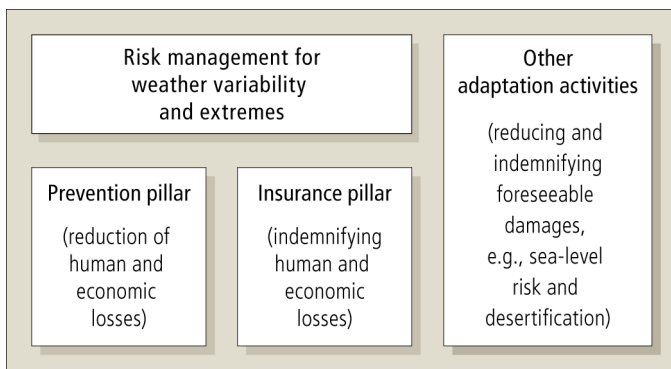 Risk management for
weather variability
and extremes
Prevention pillar
(reduction of
human and
economic
losses)
Insurance pillar
(indemnifying
human and
economic
losses)
Other
adaptation activities
(reducing and
indemnifying
foreseeable
damages,
e.g., sea-level
risk and
desertification)